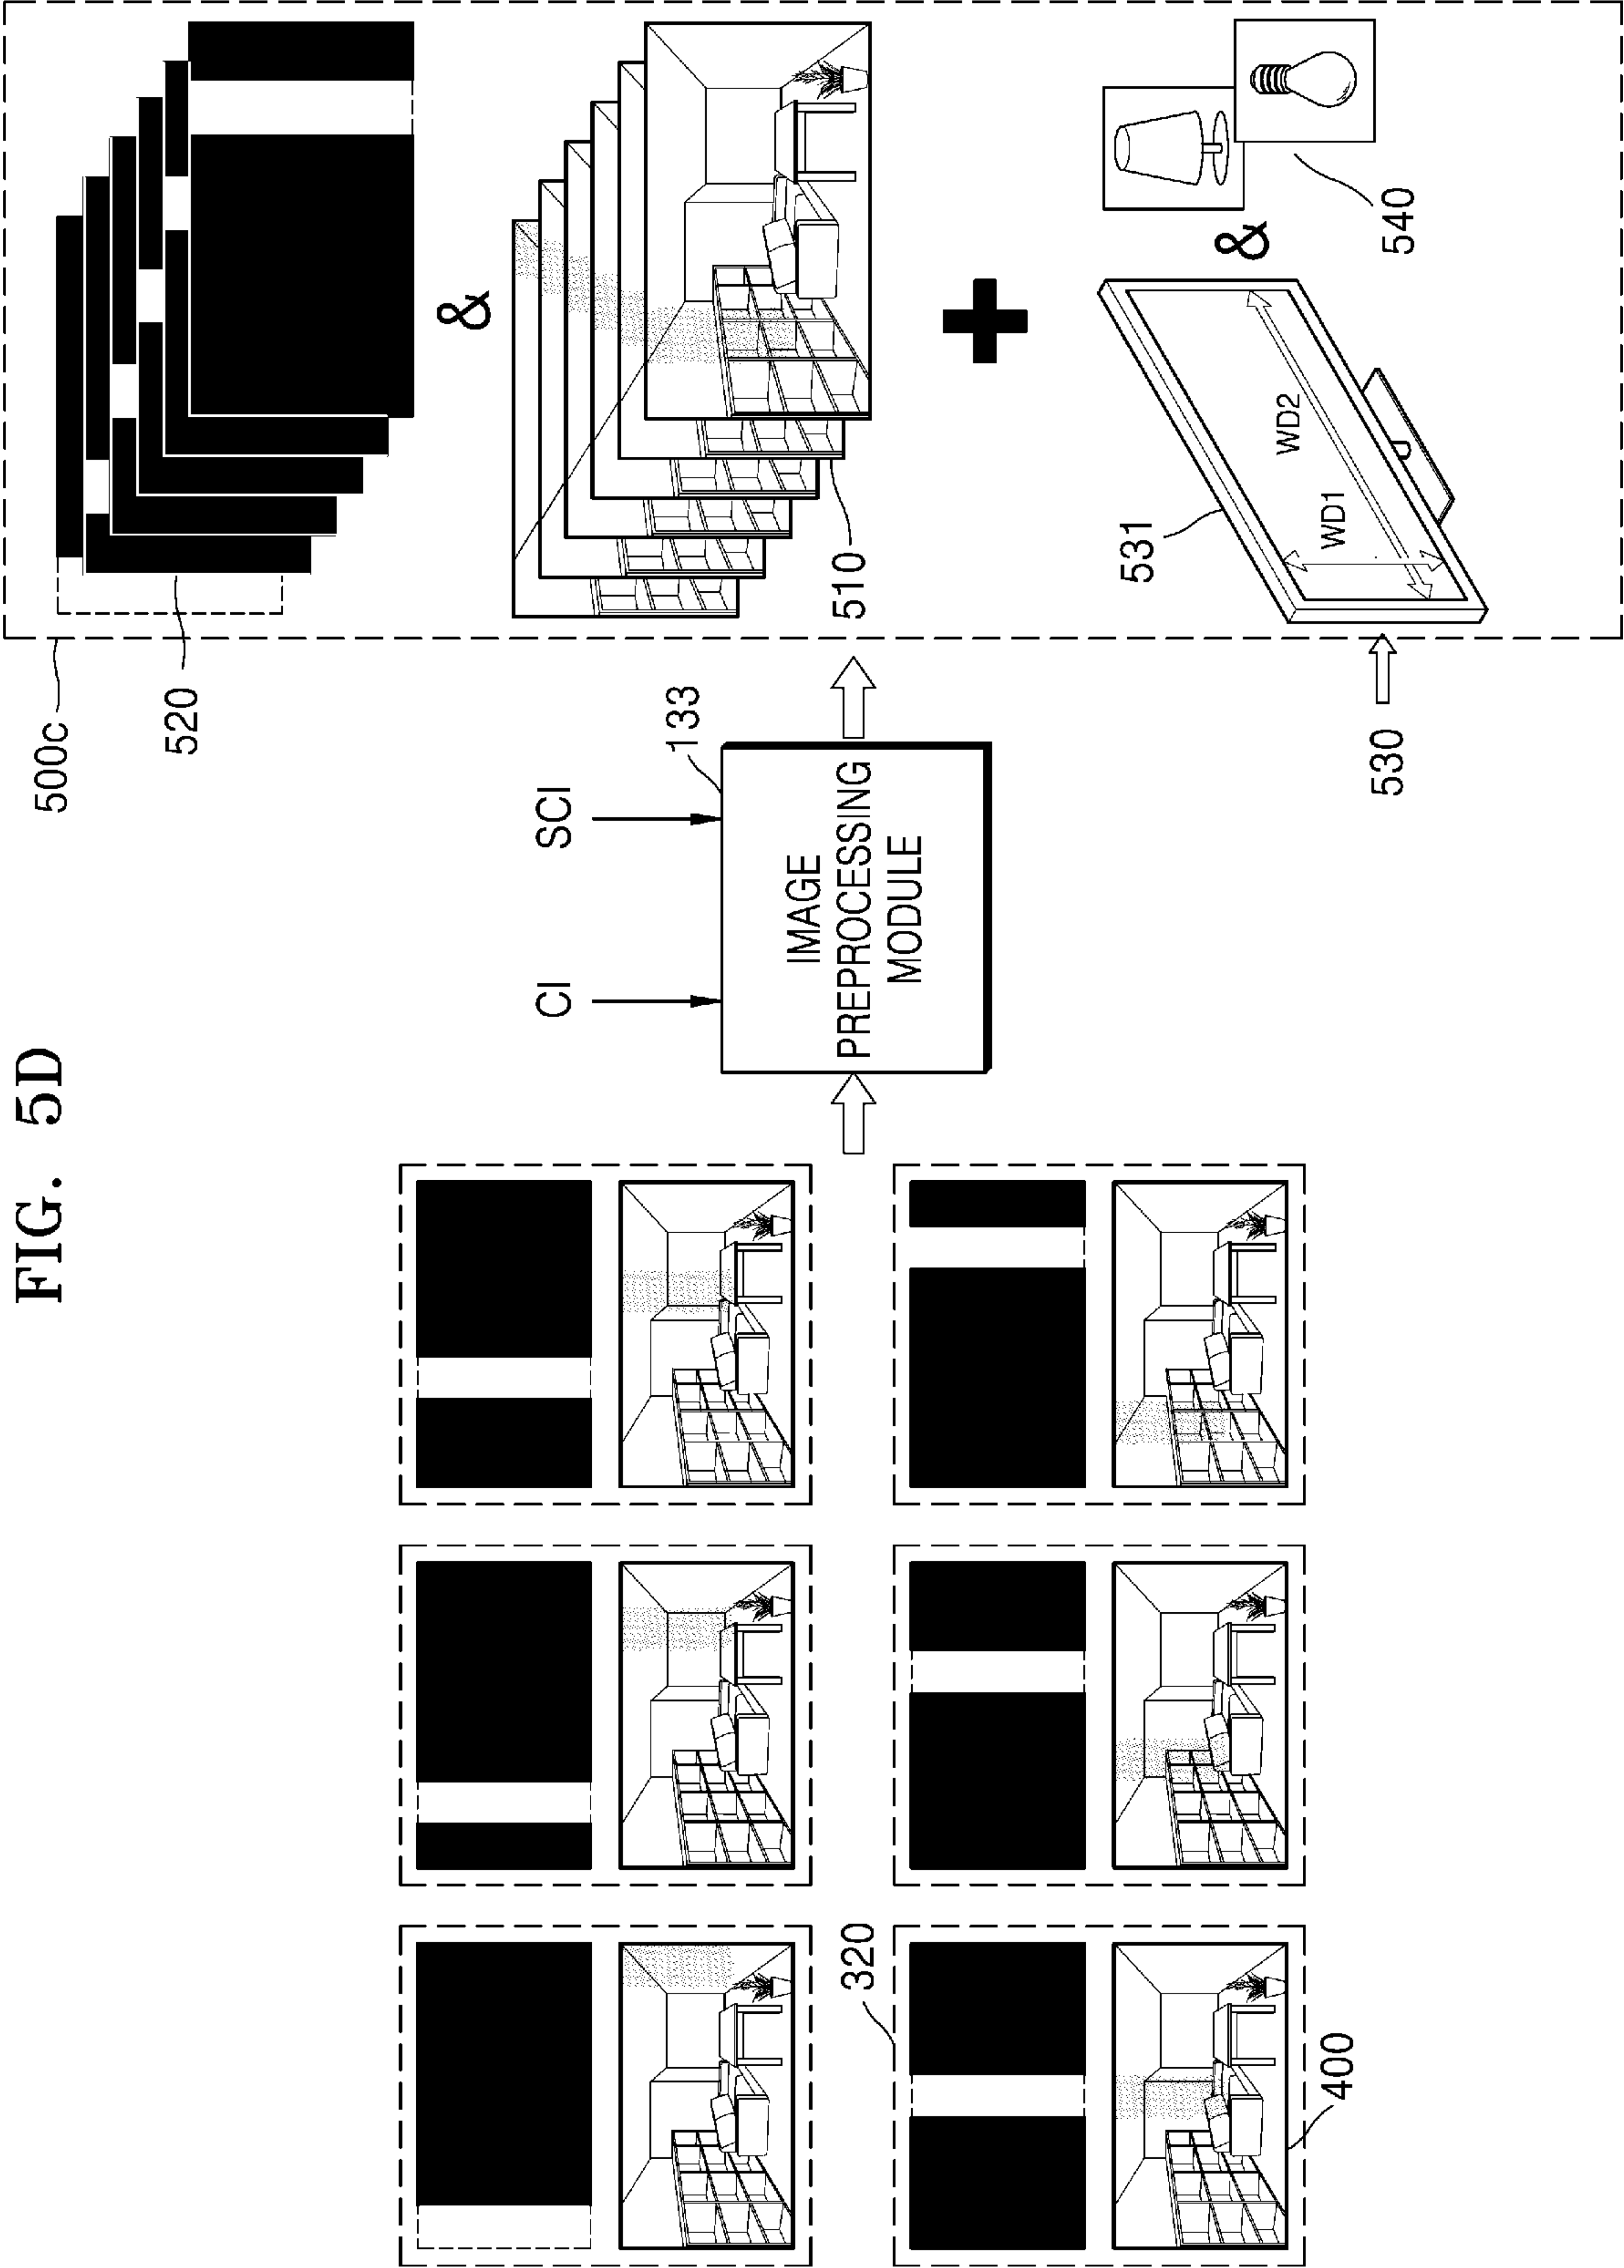 FIG. 5D
320
400
CI
SCI
133
IMAGE
PREPROCESSING
MODULE
500c
520
&
510
530
531
WD1
WD2
&
540